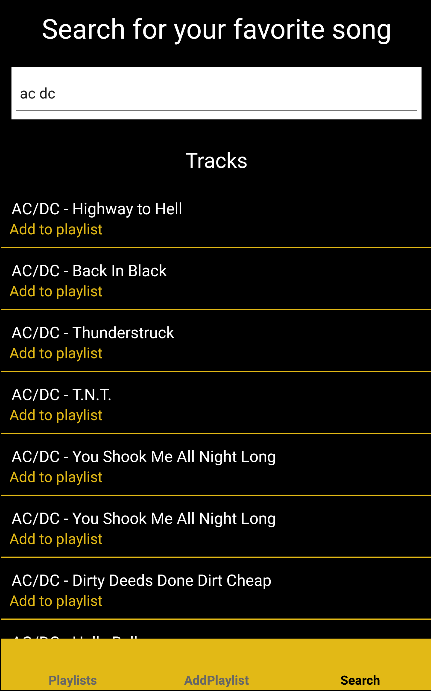 Search for your favorite song
ac dc
Tracks
AC/DC - Highway to Hell
Add to playlist
AC/DC - Back In Black
Add to playlist
AC/DC - Thunderstruck
Add to playlist
AC/DC - T.N.T.
Add to playlist
AC/DC - You Shook Me All Night Long
Add to playlist
AC/DC - You Shook Me All Night Long
Add to playlist
AC/DC - Dirty Deeds Done Dirt Cheap
Add to playlist
Playlists AddPlaylist Search